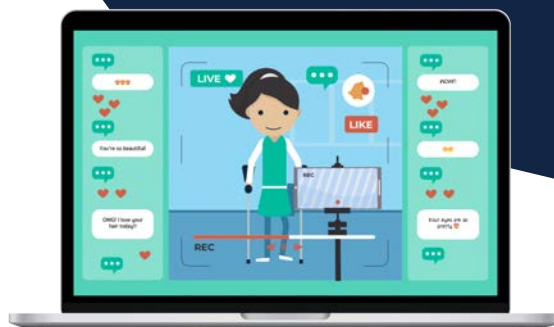 LIVE
LIKE
REC
REC
You're so beautiful!
OMG! I love your
hair today!!
WOW!!
Your eyes are so
pretty